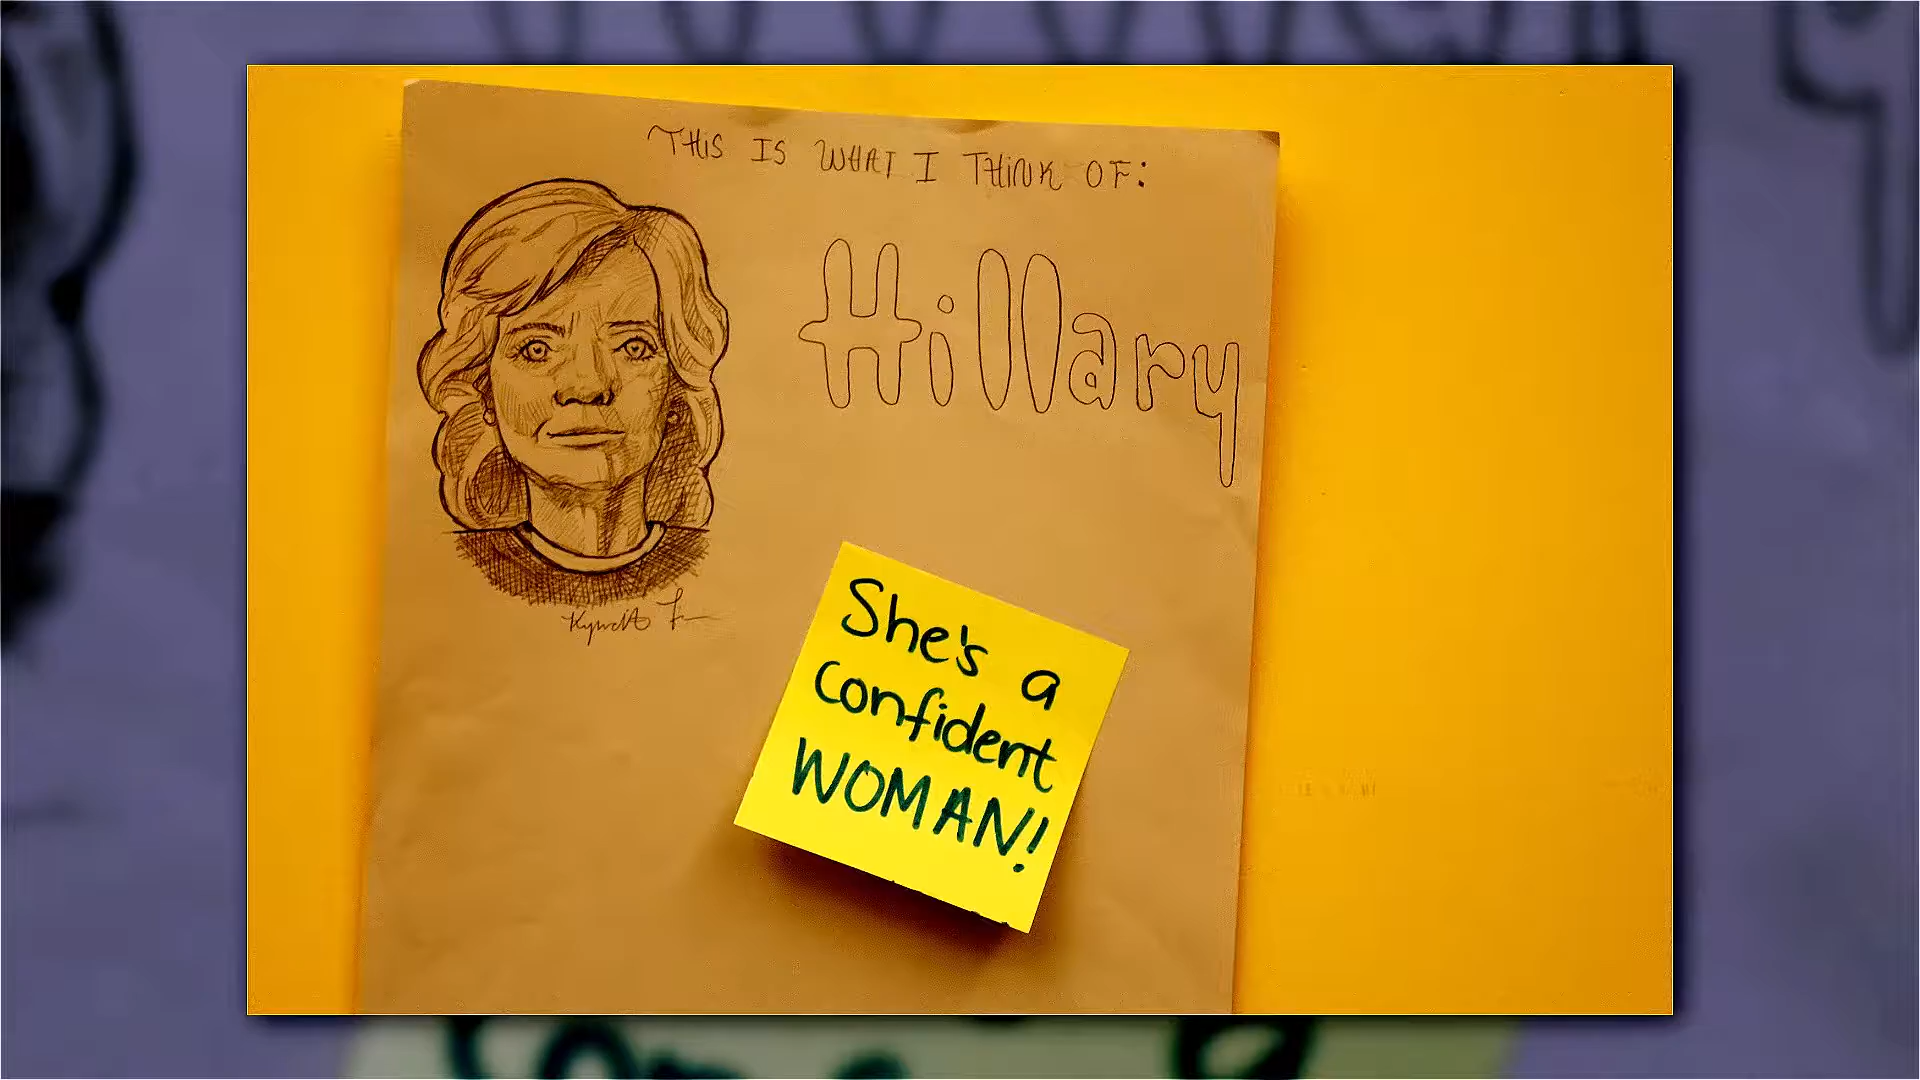 THIS IS WHAT I THINK OF:
Hillary
She's a
confident
WOMAN!